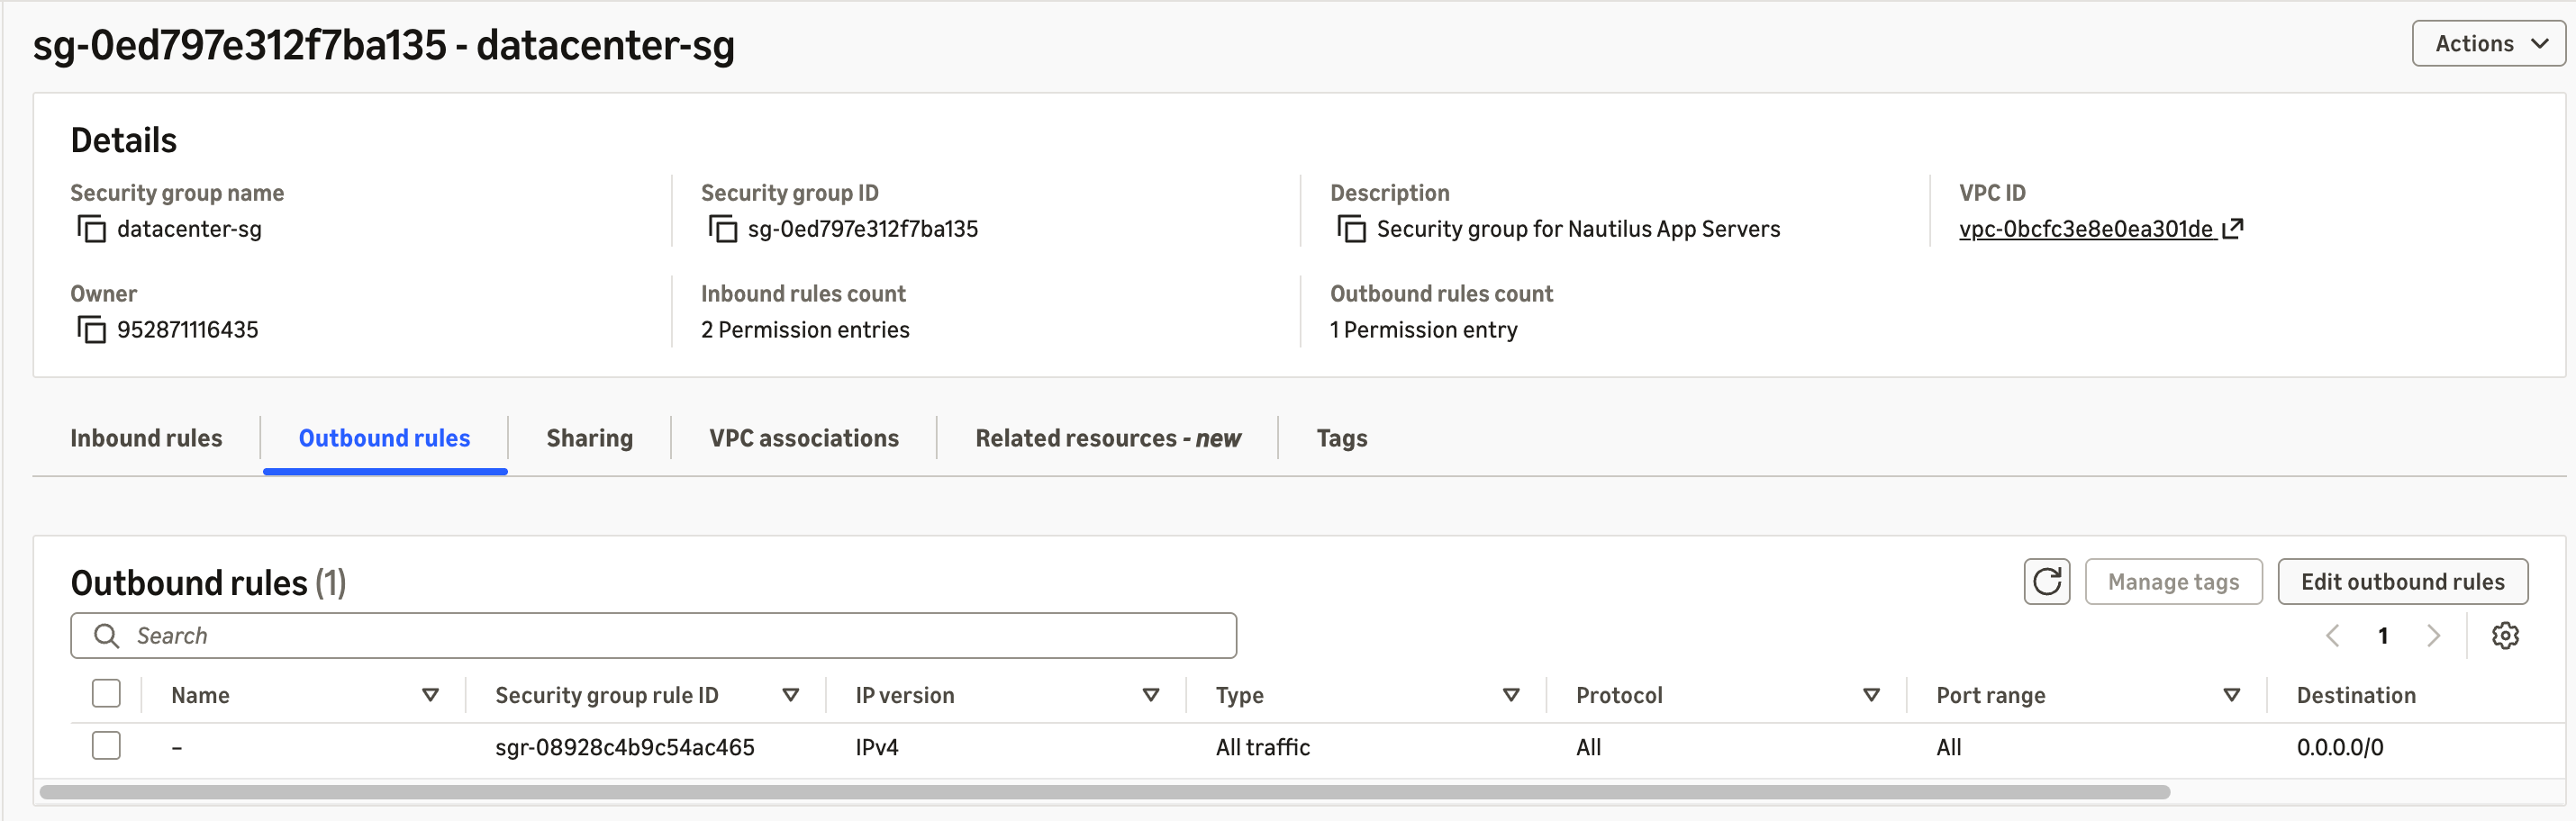 sg-0ed797e312f7ba135 - datacenter-sg
Actions
Details
Security group name
datacenter-sg
Security group ID
sg-0ed797e312f7ba135
Description
Security group for Nautilus App Servers
VPC ID
vpc-0bcfc3e8e0ea301de
Owner
952871116435
Inbound rules count
2 Permission entries
Outbound rules count
1 Permission entry
Inbound rules
Outbound rules
Sharing
VPC associations
Related resources - new
Tags
Outbound rules (1)
Manage tags
Edit outbound rules
Search
1
Name
Security group rule ID
IP version
Type
Protocol
Port range
Destination
–
sgr-08928c4b9c54ac465
IPv4
All traffic
All
All
0.0.0.0/0